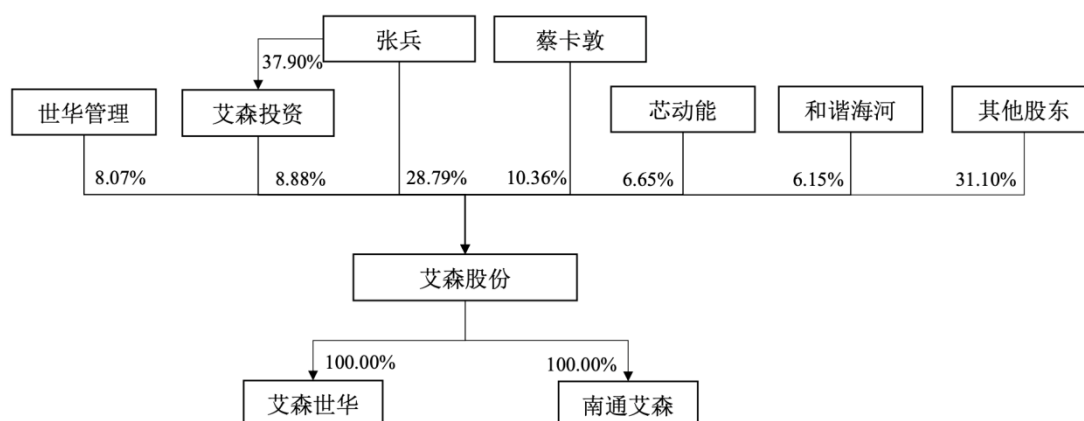 张兵
蔡卡敦
37.90%
世华管理
艾森投资
芯动能
和谐海河
其他股东
8.07%
8.88%
28.79%
10.36%
6.65%
6.15%
31.10%
艾森股份
100.00%
100.00%
艾森世华
南通艾森